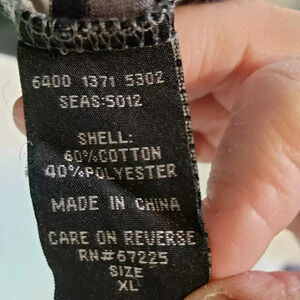 6400 1371 5302
SEAS:5012
SHELL:
60%COTTON
40%POLYESTER
MADE IN CHINA
CARE ON REVERSE
RN#67225
SIZE
XL